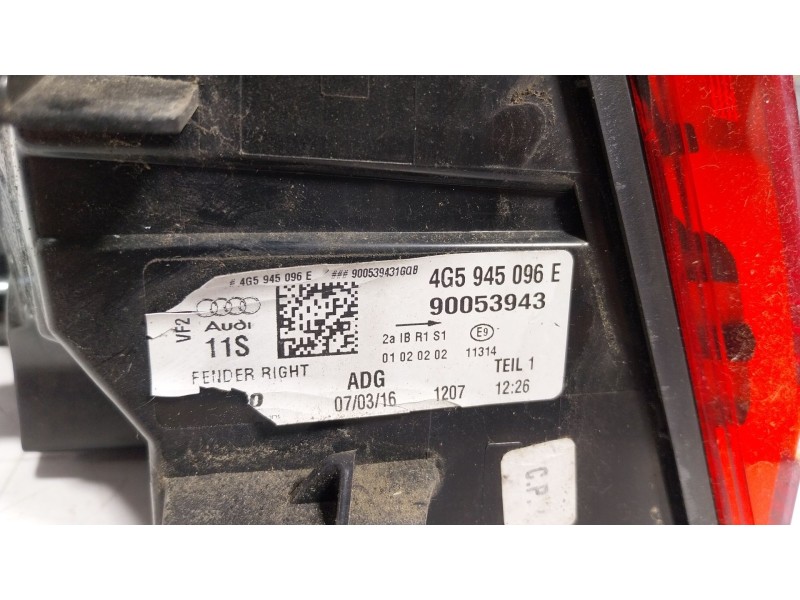 # 4G5 945 096 E
### 900539431GQB
4G5 945 096 E
90053943
VF2
Audi
11S
2a IB R1 S1
E9
01 02 02 02
11314
FENDER RIGHT
ADG
TEIL 1
07/03/16
1207
12:26
C.P.